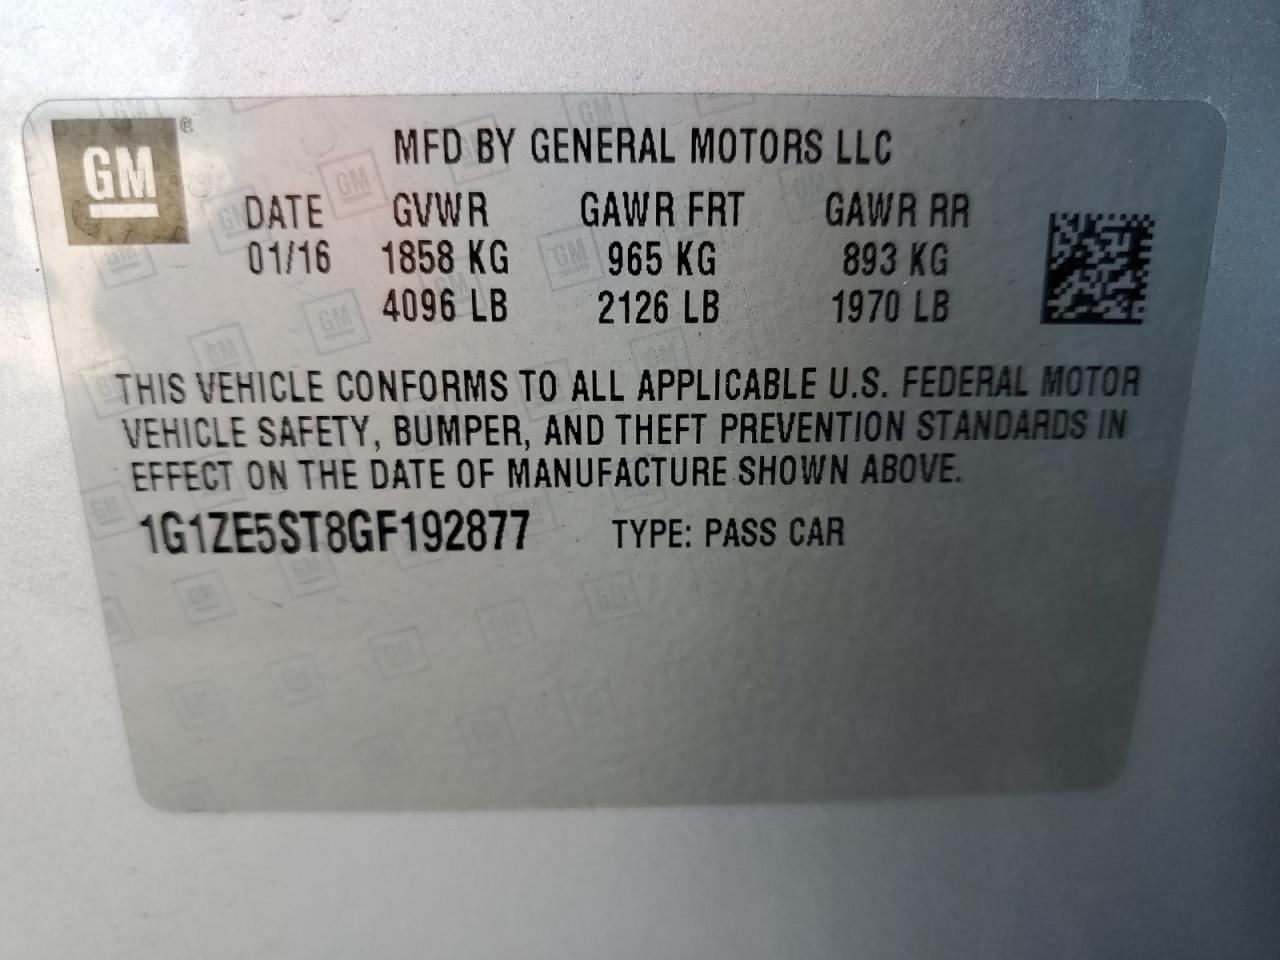 GM ®
MFD BY GENERAL MOTORS LLC
DATE GVWR GAWR FRT GAWR RR
01/16 1858 KG 965 KG 893 KG
4096 LB 2126 LB 1970 LB
THIS VEHICLE CONFORMS TO ALL APPLICABLE U.S. FEDERAL MOTOR
VEHICLE SAFETY, BUMPER, AND THEFT PREVENTION STANDARDS IN
EFFECT ON THE DATE OF MANUFACTURE SHOWN ABOVE.
1G1ZE5ST8GF192877 TYPE: PASS CAR